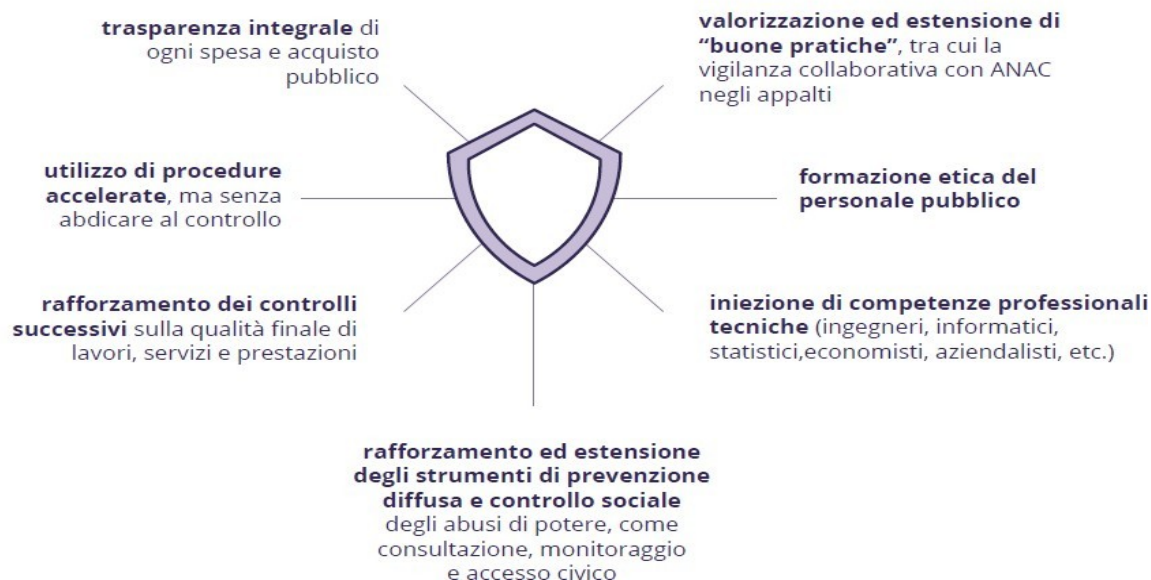 trasparenza integrale di
ogni spesa e acquisto
pubblico
valorizzazione ed estensione di
“buone pratiche”, tra cui la
vigilanza collaborativa con ANAC
negli appalti
utilizzo di procedure
accelerate, ma senza
abdicare al controllo
formazione etica del
personale pubblico
rafforzamento dei controlli
successivi sulla qualità finale di
lavori, servizi e prestazioni
iniezione di competenze professionali
tecniche (ingegneri, informatici,
statistici,economisti, aziendalisti, etc.)
rafforzamento ed estensione
degli strumenti di prevenzione
diffusa e controllo sociale
degli abusi di potere, come
consultazione, monitoraggio
e accesso civico